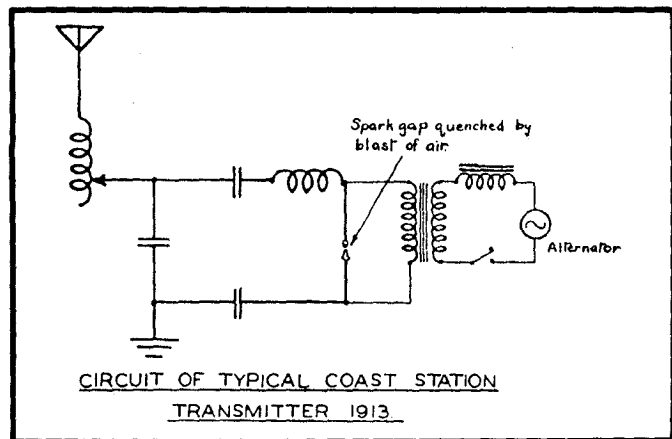 Spark gap quenched by
blast of air.
Alternator
CIRCUIT OF TYPICAL COAST STATION
TRANSMITTER 1913.